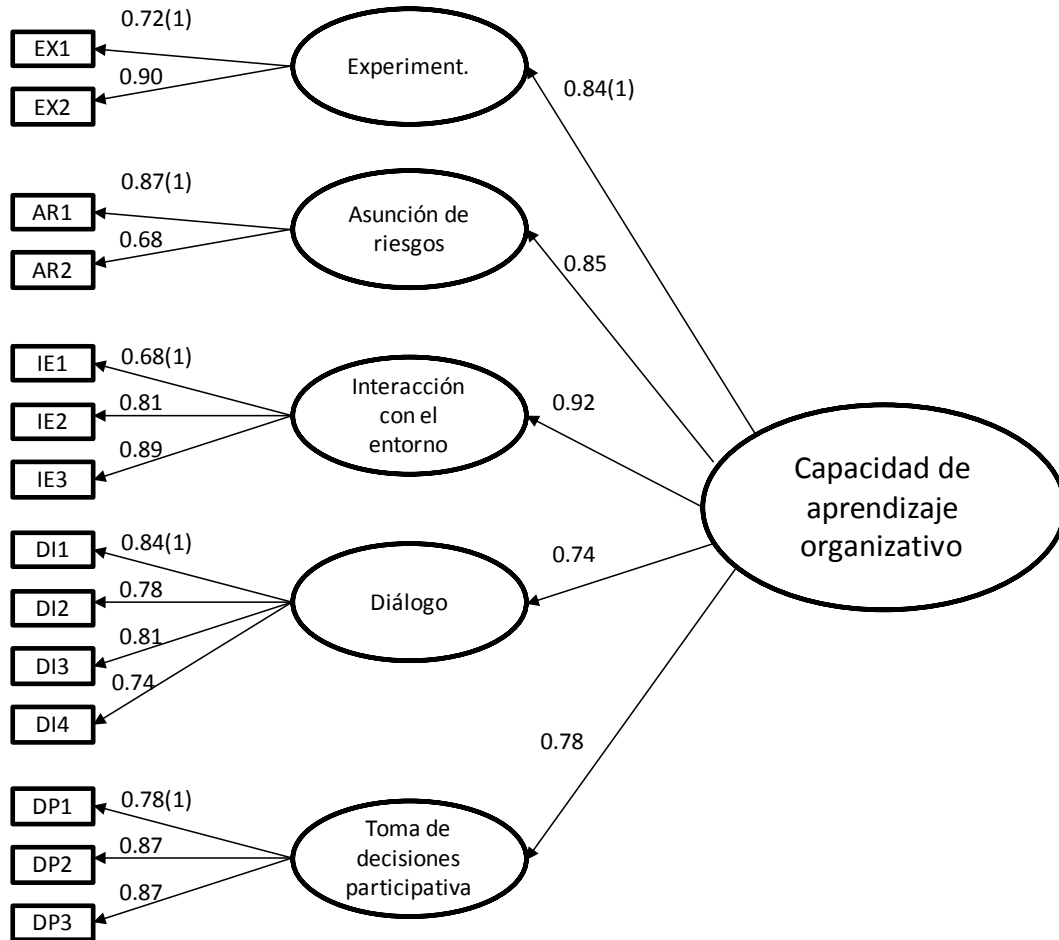 0.72(1)
EX1
0.90
EX2
Experiment.
0.84(1)
0.87(1)
AR1
0.68
AR2
Asunción de
riesgos
0.85
0.68(1)
IE1
0.81
IE2
0.89
IE3
Interacción
con el
entorno
0.92
Capacidad de
aprendizaje
organizativo
0.84(1)
DI1
0.78
DI2
0.81
DI3
0.74
DI4
Diálogo
0.74
0.78
0.78(1)
DP1
0.87
DP2
0.87
DP3
Toma de
decisiones
participativa